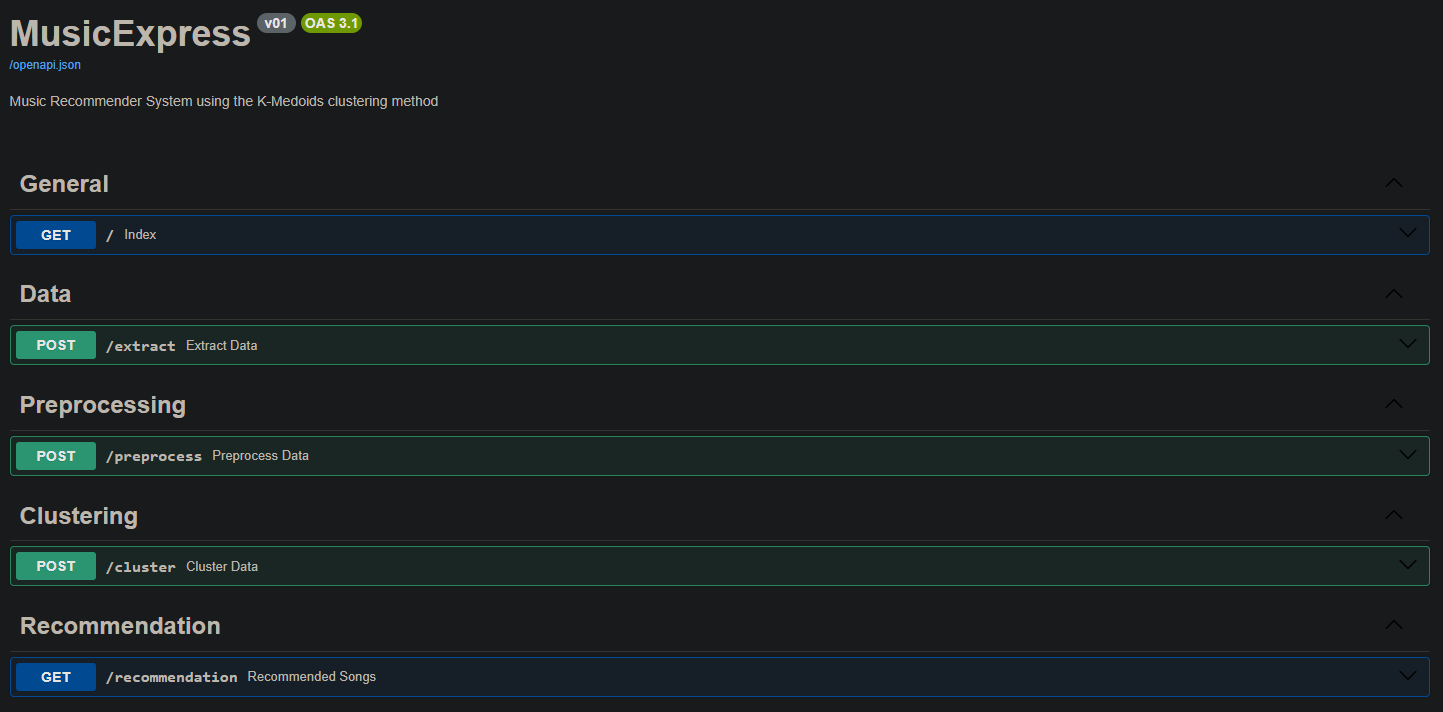 MusicExpress v01 OAS 3.1
/openapi.json
Music Recommender System using the K-Medoids clustering method
General
GET / Index
Data
POST /extract Extract Data
Preprocessing
POST /preprocess Preprocess Data
Clustering
POST /cluster Cluster Data
Recommendation
GET /recommendation Recommended Songs